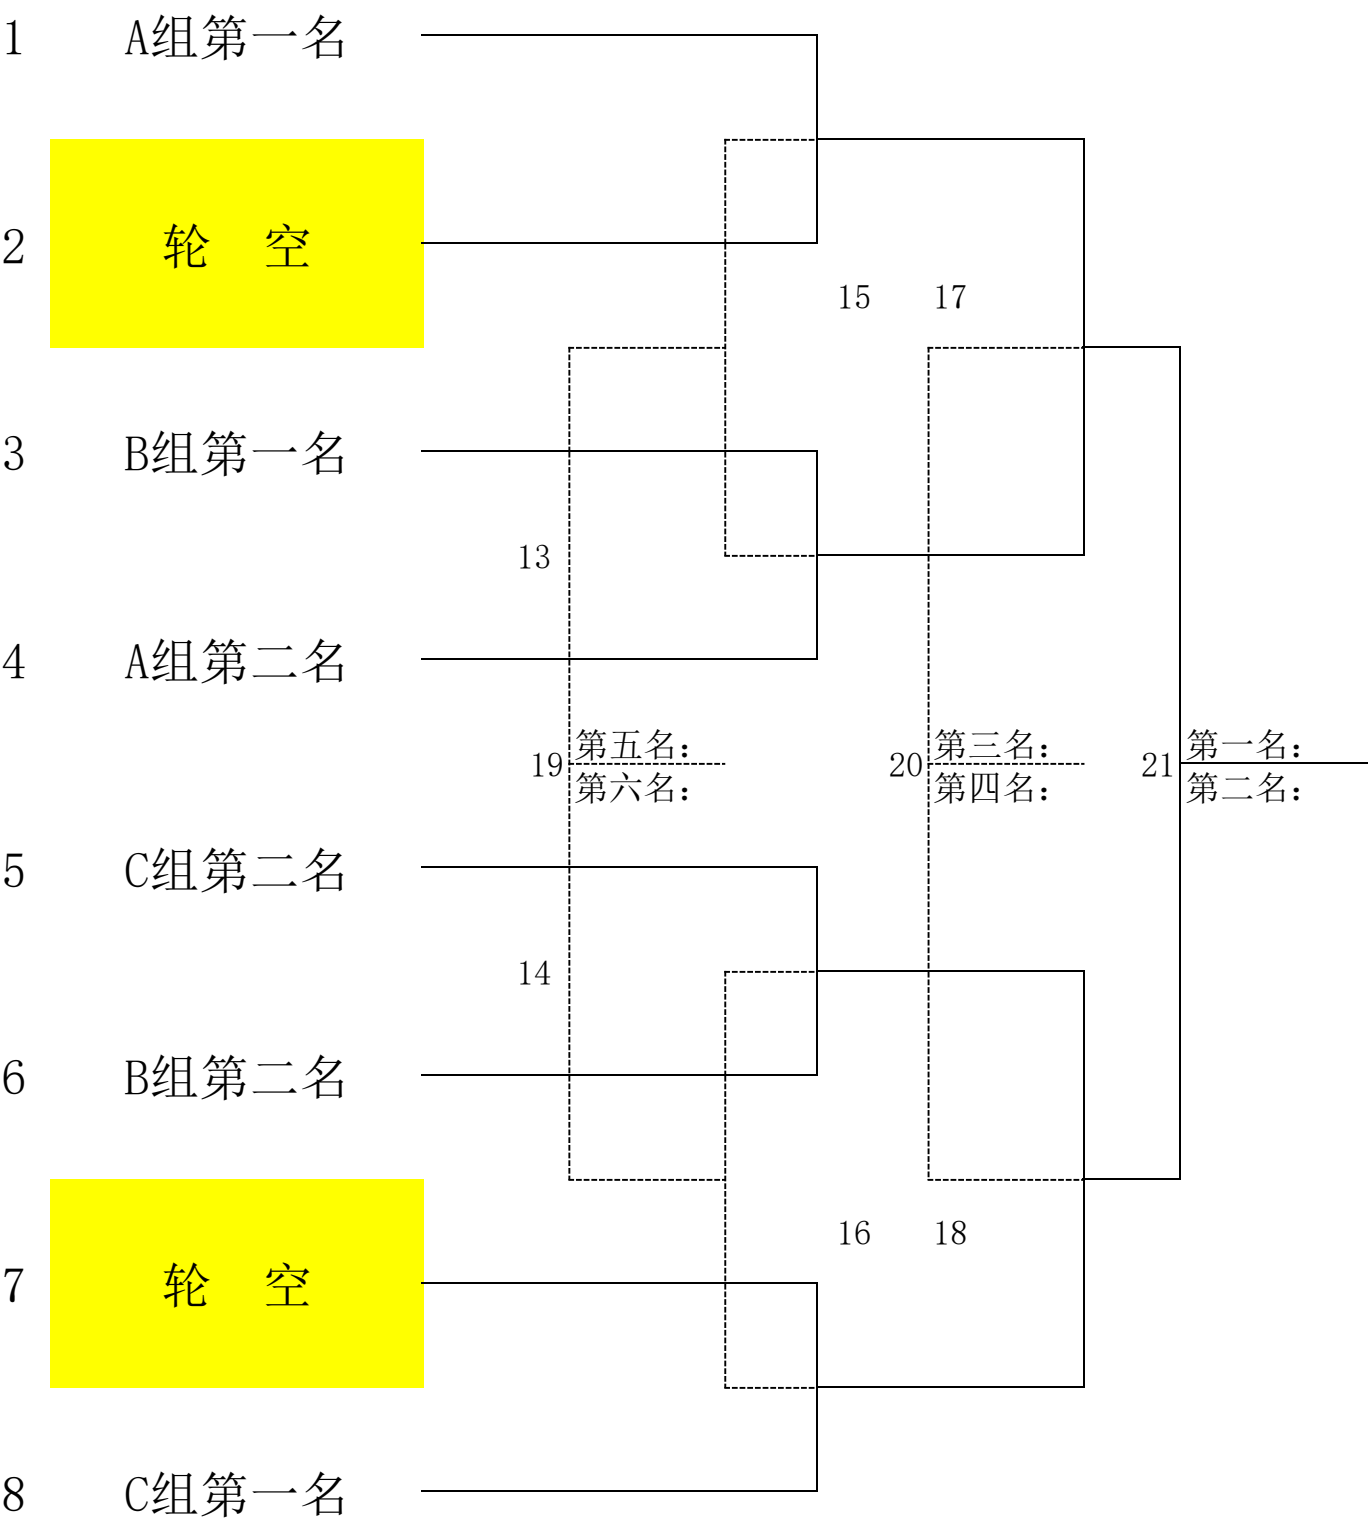 1 A组第一名
2 轮 空
15 17
3 B组第一名
13
4 A组第二名
19 第五名： 20 第三名： 21 第一名：
第六名： 第四名： 第二名：
5 C组第二名
14
6 B组第二名
16 18
7 轮 空
8 C组第一名